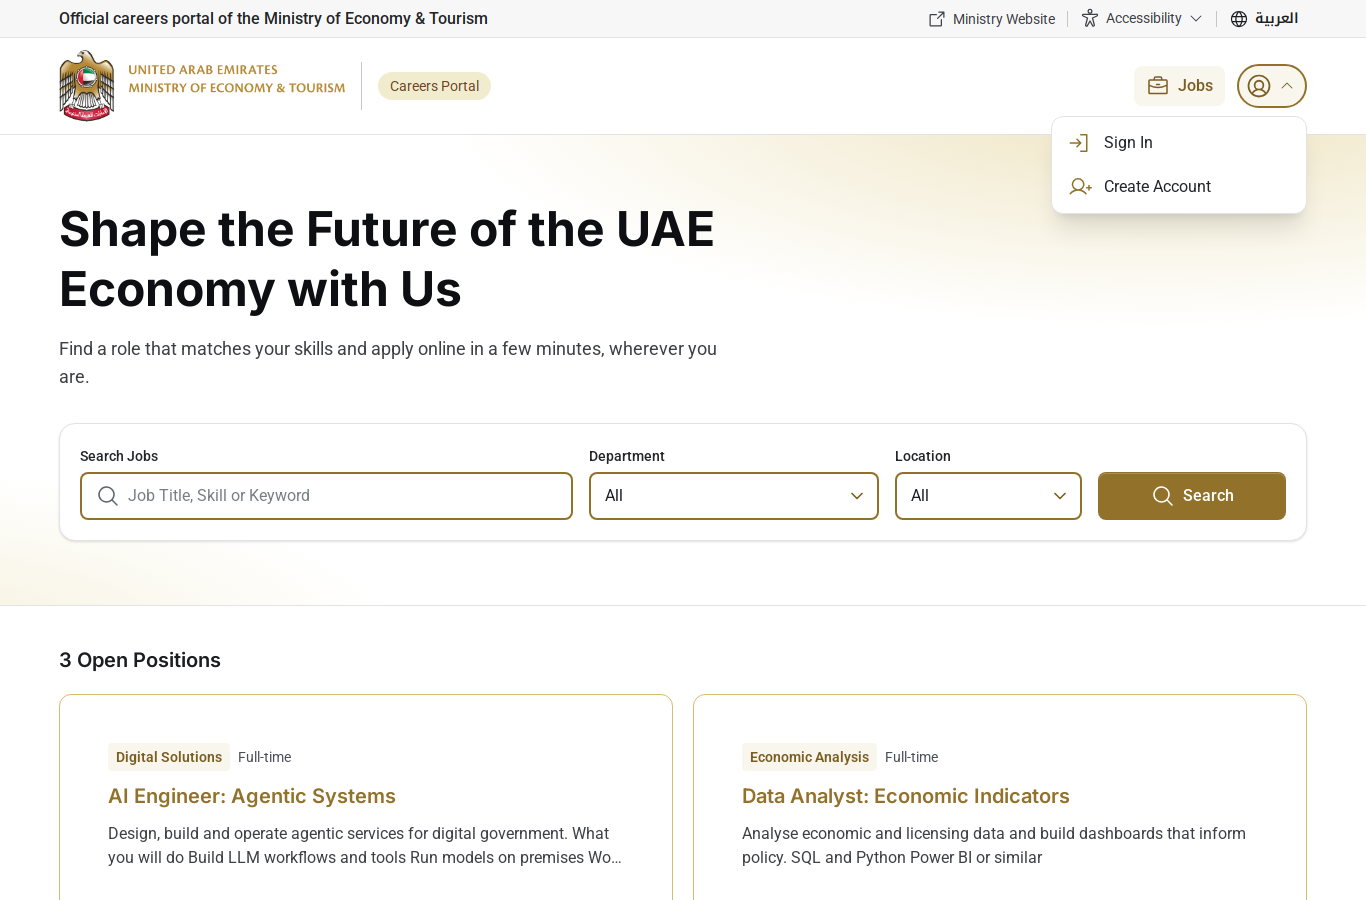 Official careers portal of the Ministry of Economy & Tourism
Ministry Website
Accessibility
العربية
UNITED ARAB EMIRATES
MINISTRY OF ECONOMY & TOURISM
Careers Portal
Jobs
Sign In
Create Account
Shape the Future of the UAE
Economy with Us
Find a role that matches your skills and apply online in a few minutes, wherever you
are.
Search Jobs
Department
Location
Job Title, Skill or Keyword
All
All
Search
3 Open Positions
Digital Solutions
Full-time
AI Engineer: Agentic Systems
Design, build and operate agentic services for digital government. What
you will do Build LLM workflows and tools Run models on premises Wo...
Economic Analysis
Full-time
Data Analyst: Economic Indicators
Analyse economic and licensing data and build dashboards that inform
policy. SQL and Python Power BI or similar